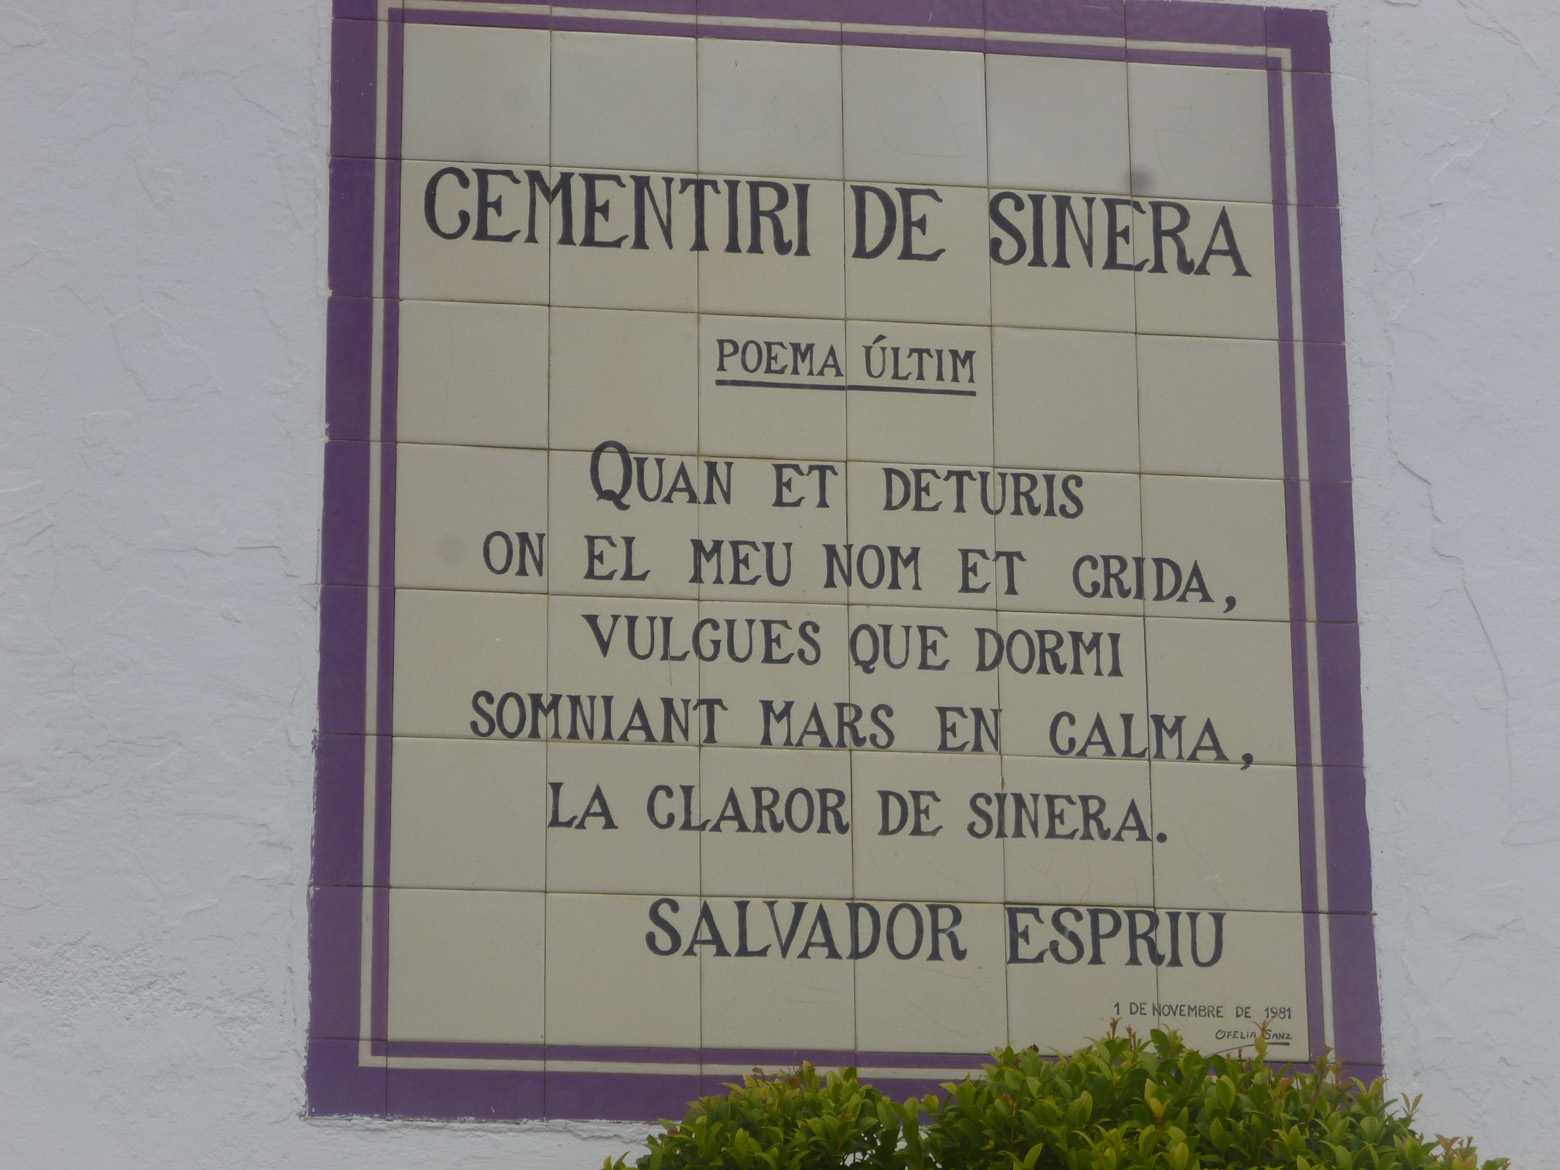 CEMENTIRI DE SINERA
POEMA ÚLTIM
QUAN ET DETURIS
ON EL MEU NOM ET CRIDA,
VULGUES QUE DORMI
SOMNIANT MARS EN CALMA,
LA CLAROR DE SINERA.
SALVADOR ESPRIU
1 DE NOVEMBRE DE 1981
OFELIA SANZ